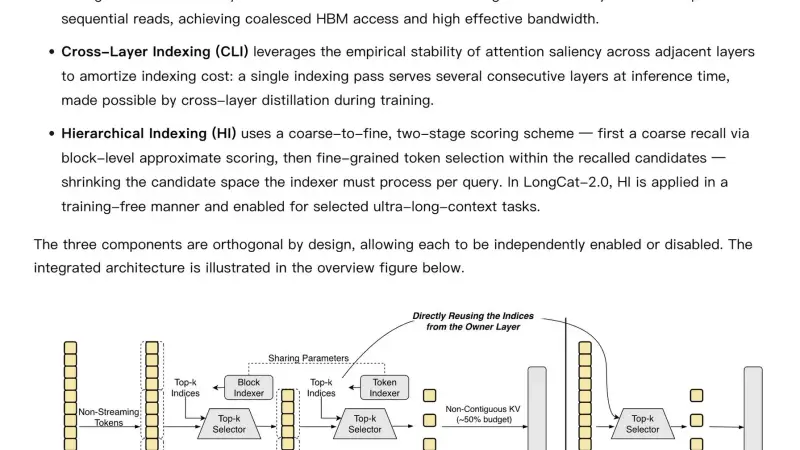 sequential reads, achieving coalesced HBM access and high effective bandwidth.
• Cross-Layer Indexing (CLI) leverages the empirical stability of attention saliency across adjacent layers
to amortize indexing cost: a single indexing pass serves several consecutive layers at inference time,
made possible by cross-layer distillation during training.
• Hierarchical Indexing (HI) uses a coarse-to-fine, two-stage scoring scheme — first a coarse recall via
block-level approximate scoring, then fine-grained token selection within the recalled candidates —
shrinking the candidate space the indexer must process per query. In LongCat-2.0, HI is applied in a
training-free manner and enabled for selected ultra-long-context tasks.
The three components are orthogonal by design, allowing each to be independently enabled or disabled. The
integrated architecture is illustrated in the overview figure below.
Directly Reusing the Indices
from the Owner Layer
Sharing Parameters
Top-k
Indices
Block
Indexer
Top-k
Indices
Token
Indexer
Non-Streaming
Tokens
Top-k
Selector
Top-k
Selector
Non-Contiguous KV
(~50% budget)
Top-k
Selector